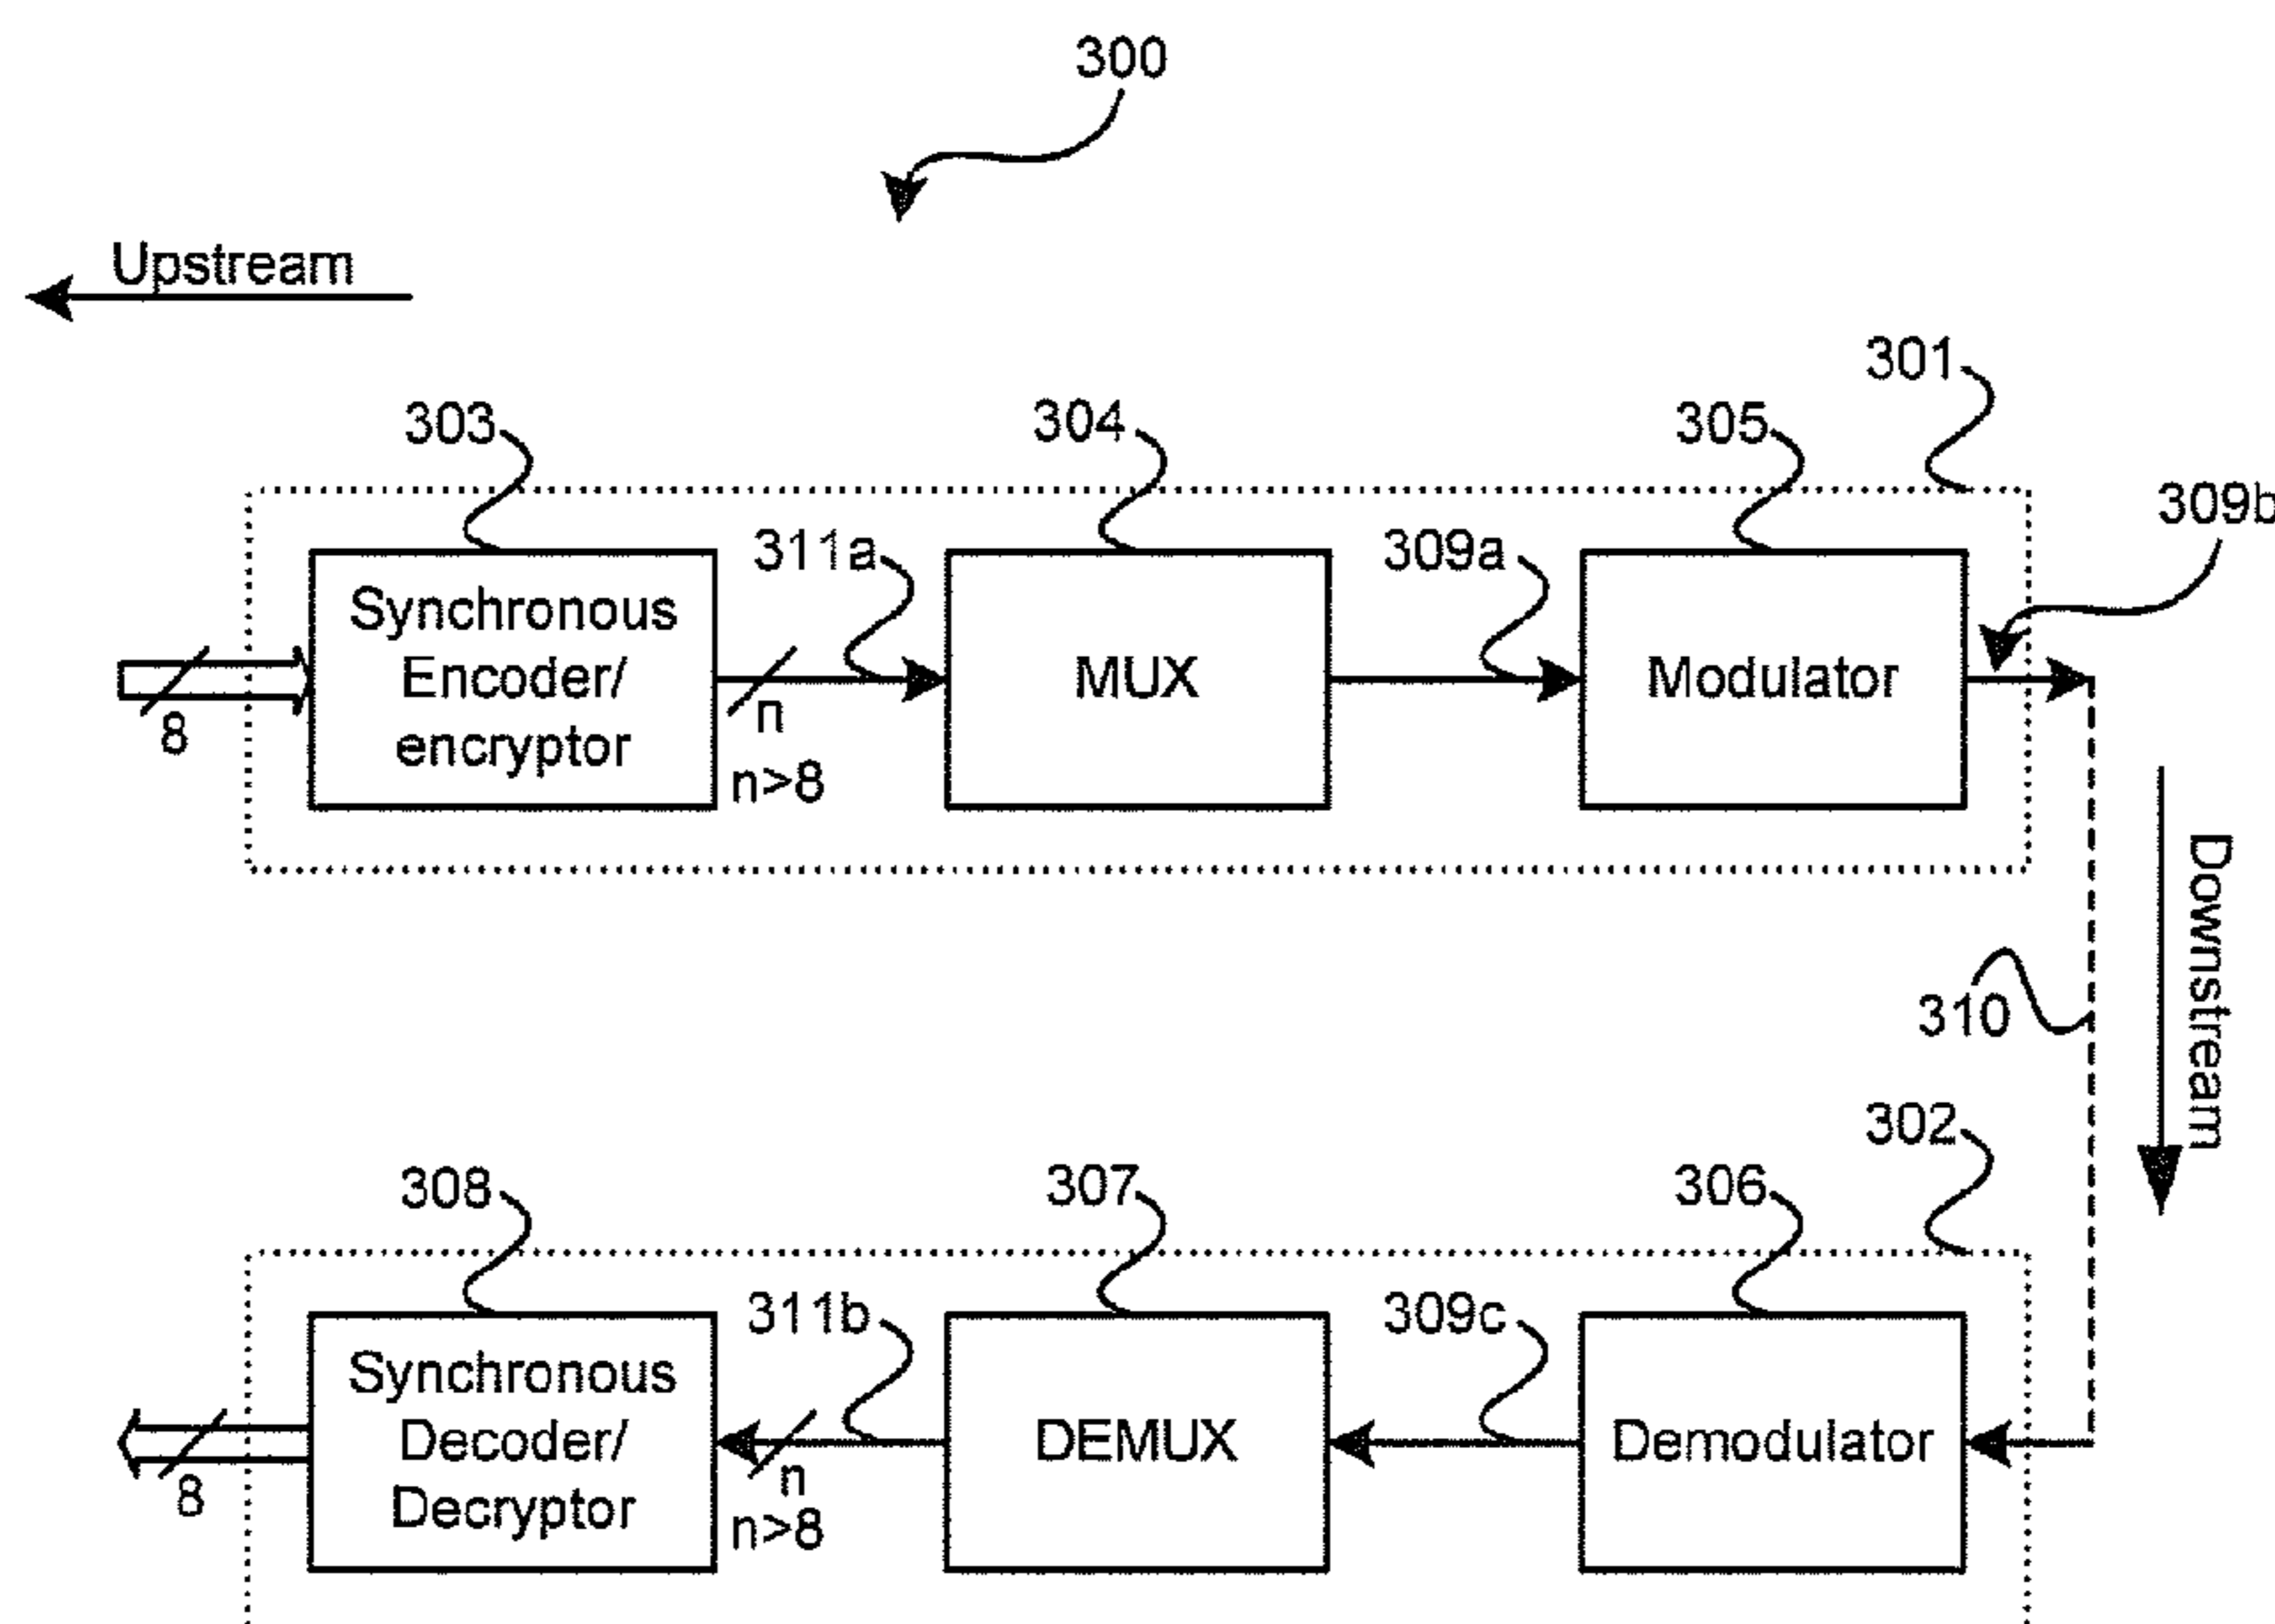 300
Upstream
301
303
304
305
309b
311a
309a
Synchronous
Encoder/
encryptor
MUX
Modulator
8
n
n>8
Downstream
310
302
308
307
306
311b
309c
Synchronous
Decoder/
Decryptor
DEMUX
Demodulator
8
n
n>8